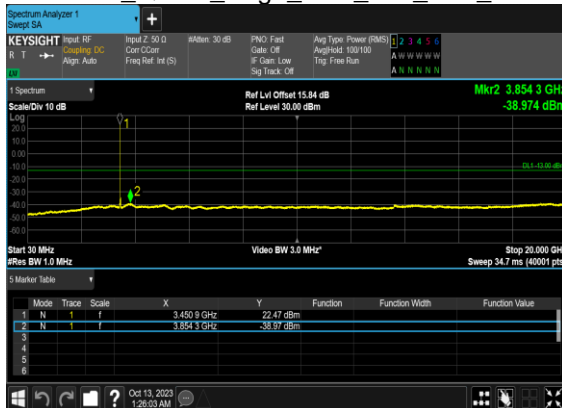 Spectrum Analyzer 1
Swept SA
+
KEYSIGHT Input: RF Input Z: 50 Ω #Atten: 30 dB PNO: Fast Avg Type: Power (RMS) 1 2 3 4 5 6
R T Coupling: DC Corr CCorr Gate: Off Avg|Hold: 100/100 A W W W W W
Align: Auto Freq Ref: Int (S) IF Gain: Low Trig: Free Run
Sig Track: Off A N N N N N
1 Spectrum Ref Lvl Offset 15.84 dB Mkr2 3.854 3 GHz
Scale/Div 10 dB Ref Level 30.00 dBm -38.974 dBm
Log
20.0
10.0
0.00
-10.0
DL1 -13.00 dBm
-20.0
-30.0
-40.0
-50.0
-60.0
1
2
Start 30 MHz Video BW 3.0 MHz* Stop 20.000 GH
#Res BW 1.0 MHz Sweep 34.7 ms (40001 pts
5 Marker Table
Mode Trace Scale X Y Function Function Width Function Value
1 N 1 f 3.450 9 GHz 22.47 dBm
2 N 1 f 3.854 3 GHz -38.97 dBm
3
4
5
6
? Oct 13, 2023
1:26:03 AM